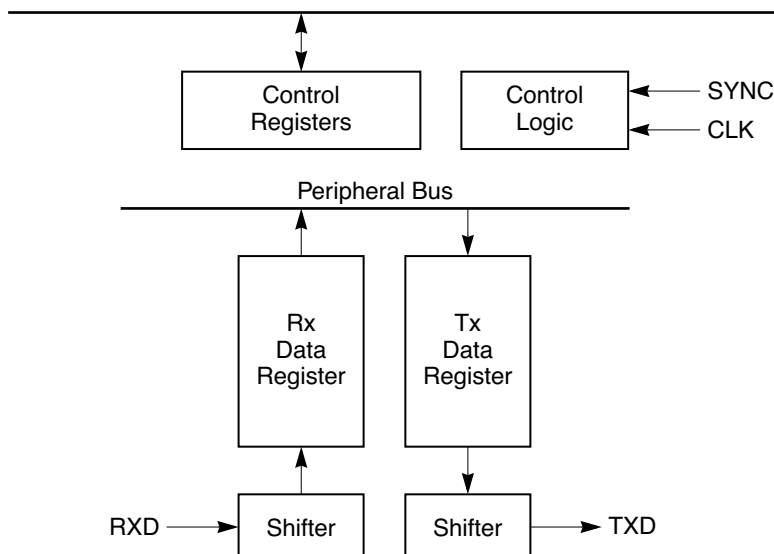 Control
Registers
Control
Logic
SYNC
CLK
Peripheral Bus
Rx
Data
Register
Tx
Data
Register
RXD
Shifter
Shifter
TXD